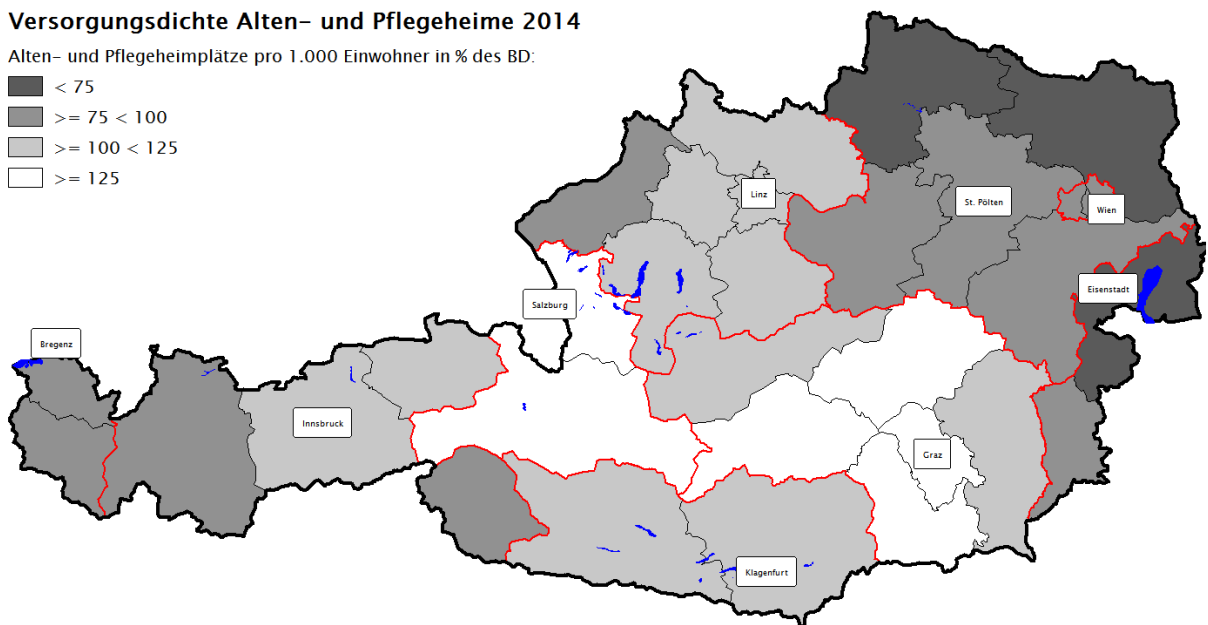 Versorgungsdichte Alten- und Pflegeheime 2014
Alten- und Pflegeheimplätze pro 1.000 Einwohner in % des BD:
< 75
>= 75 < 100
>= 100 < 125
>= 125
Linz
St. Pölten
Wien
Eisenstadt
Salzburg
Bregenz
Innsbruck
Graz
Klagenfurt